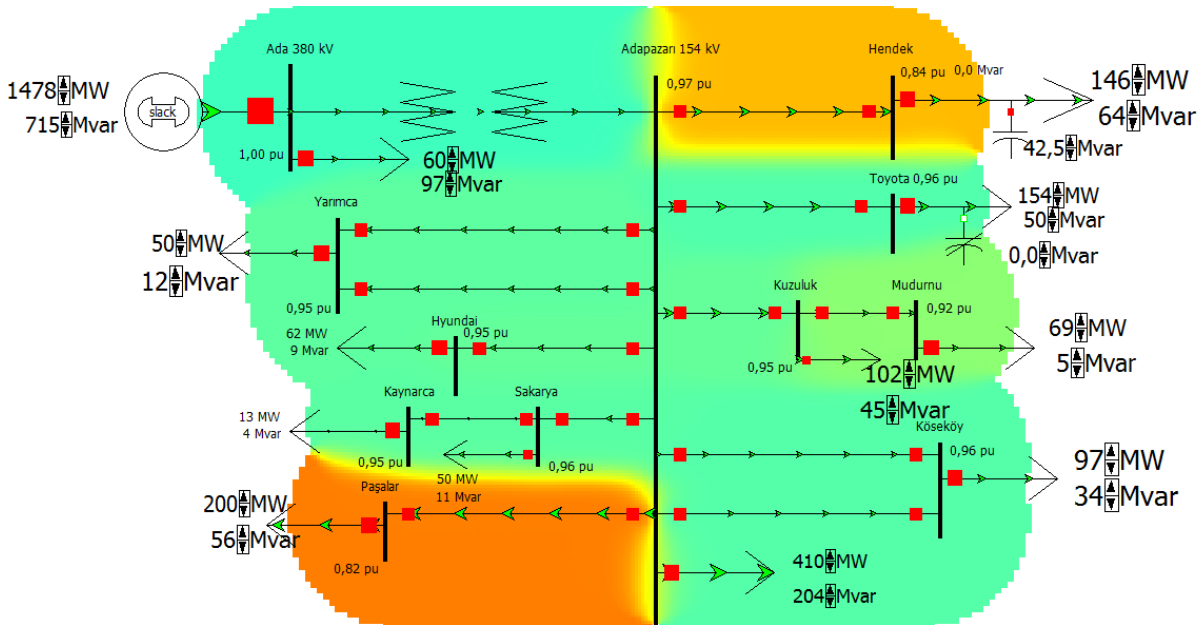 Ada 380 kV
Adapazarı 154 kV
Hendek
1478 MW
715 Mvar
slack
0,97 pu
0,84 pu
0,0 Mvar
146 MW
64 Mvar
1,00 pu
60 MW
97 Mvar
42,5 Mvar
Yarımca
Toyota 0,96 pu
154 MW
50 Mvar
0,0 Mvar
50 MW
12 Mvar
0,95 pu
Kuzuluk
Mudurnu
0,92 pu
69 MW
5 Mvar
Hyundai
0,95 pu
62 MW
9 Mvar
0,95 pu
102 MW
45 Mvar
Kaynarca
Sakarya
13 MW
4 Mvar
0,95 pu
0,96 pu
Köseköy
0,96 pu
97 MW
34 Mvar
50 MW
11 Mvar
Paşalar
200 MW
56 Mvar
0,82 pu
410 MW
204 Mvar